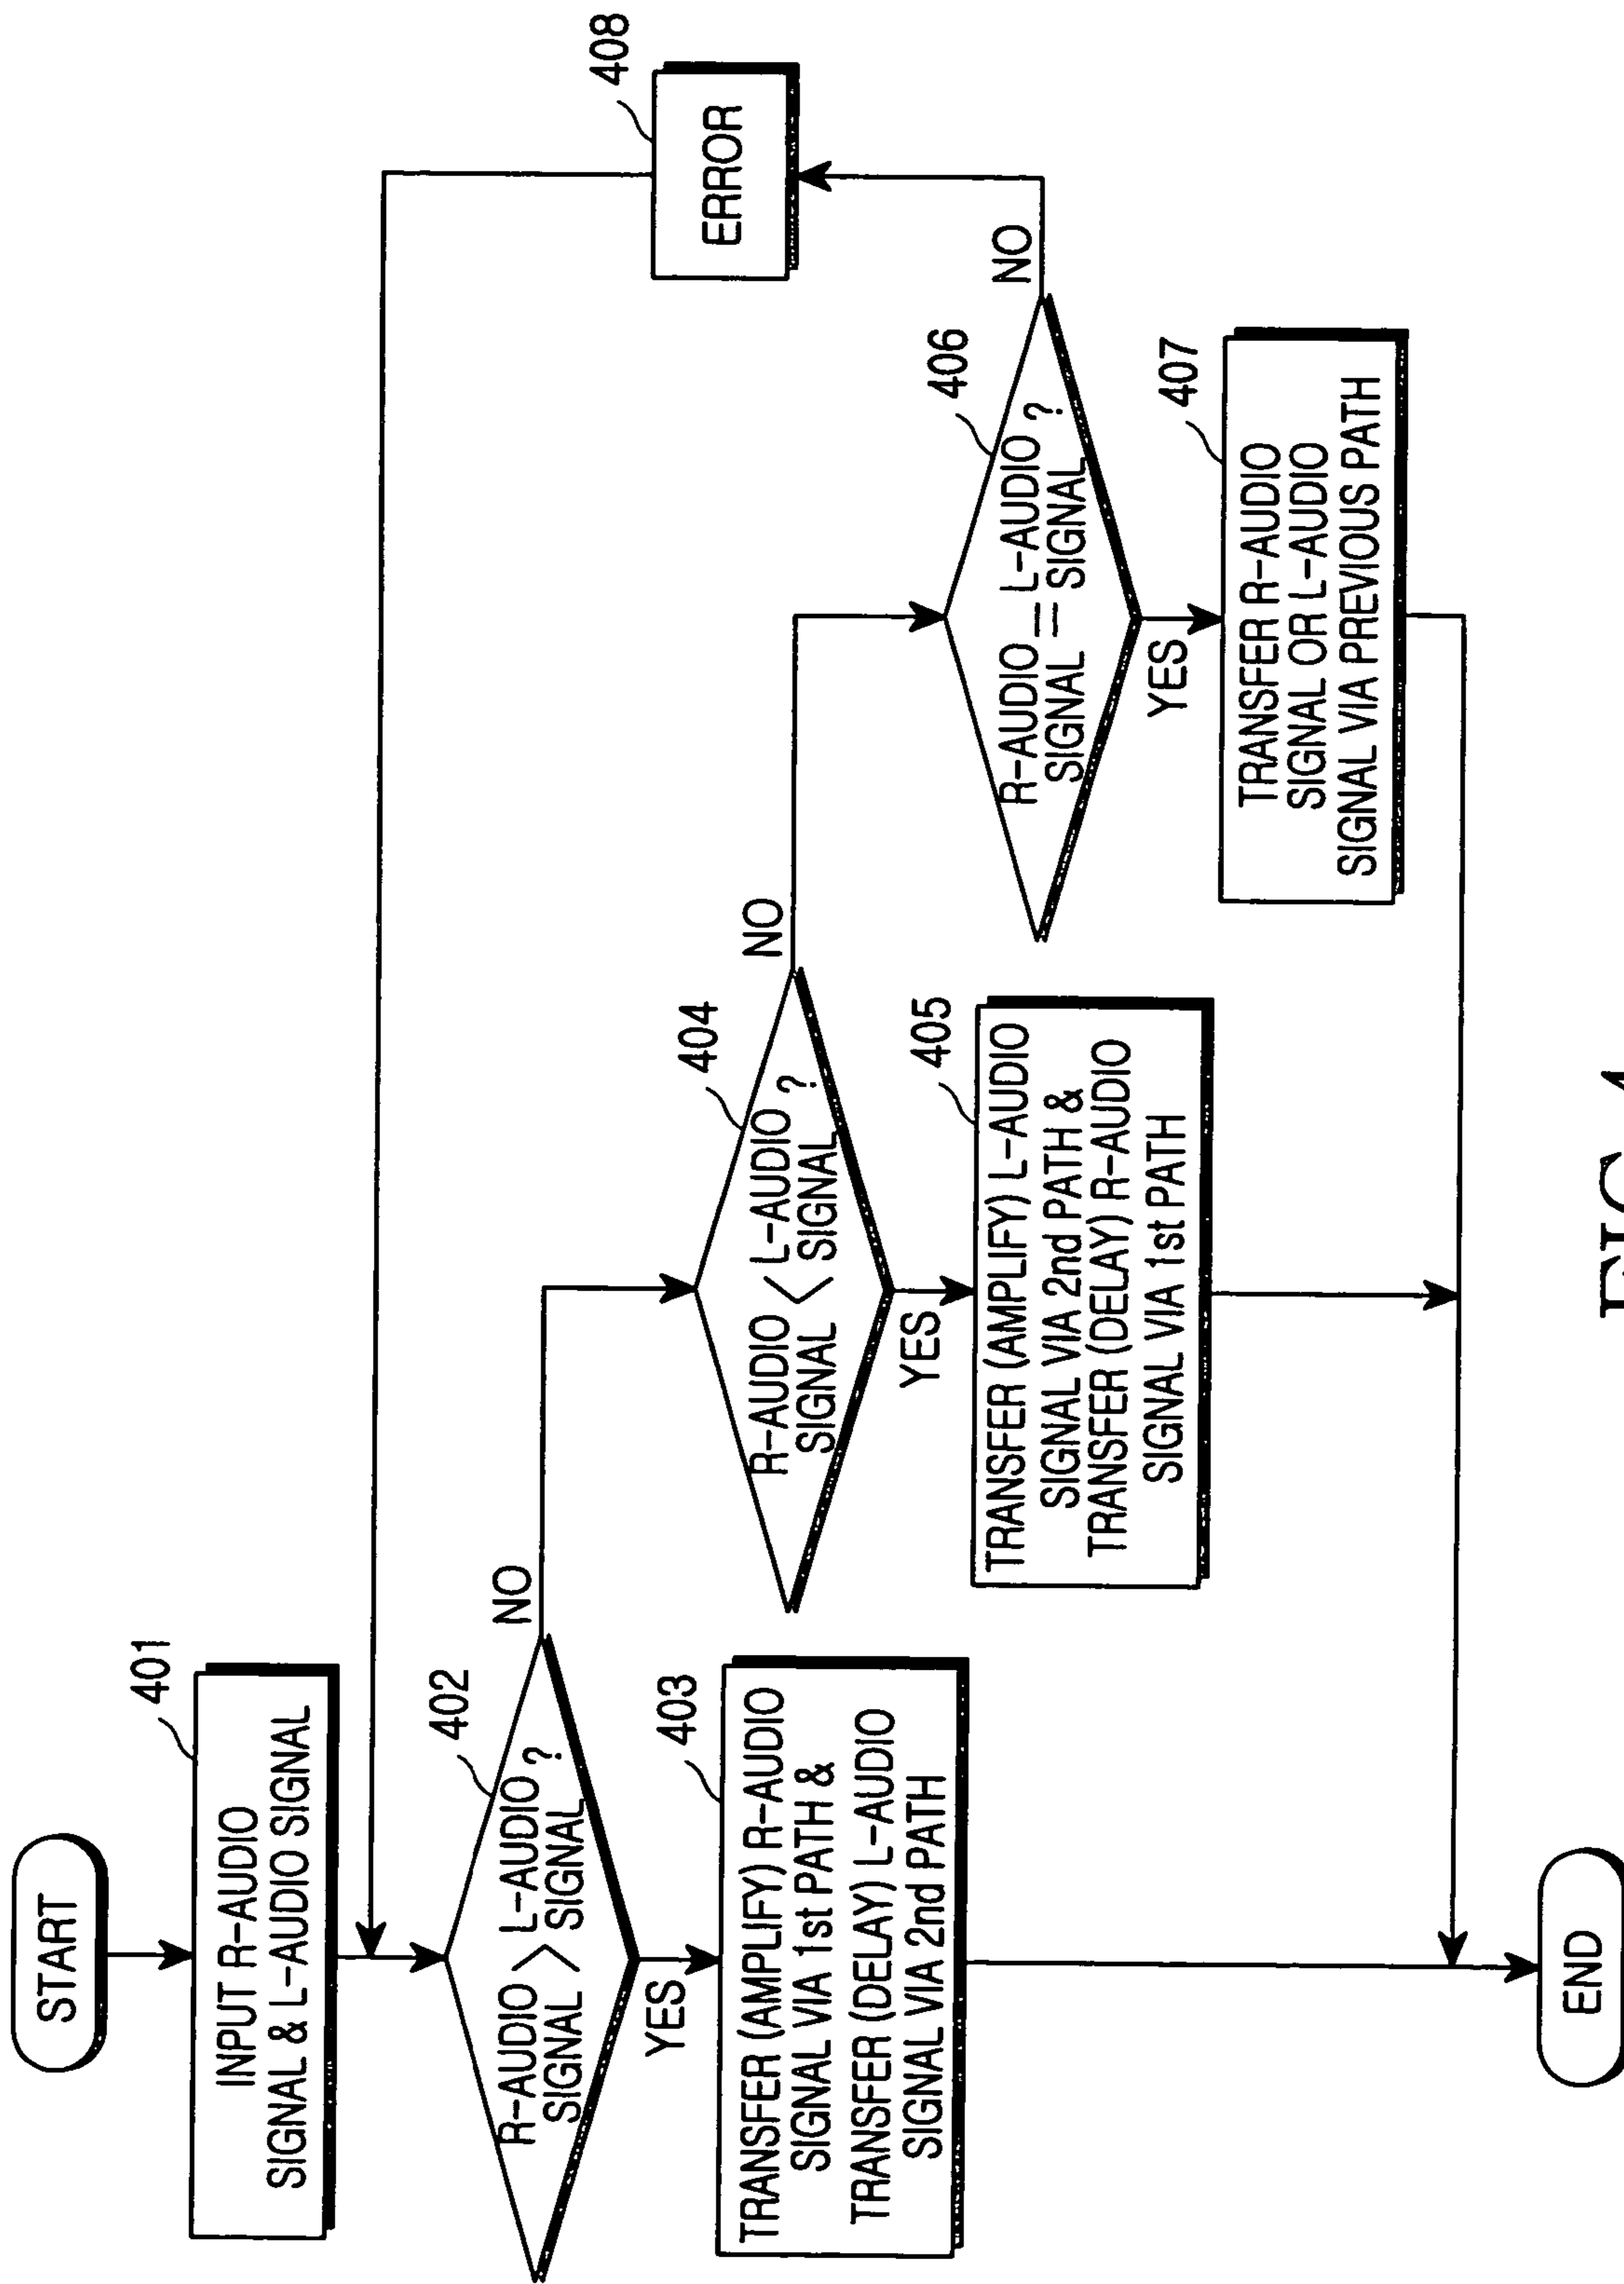 START
401
INPUT R-AUDIO
SIGNAL & L-AUDIO SIGNAL
402
R-AUDIO > L-AUDIO ?
SIGNAL > SIGNAL
NO
YES
403
TRANSFER (AMPLIFY) R-AUDIO
SIGNAL VIA 1st PATH &
TRANSFER (DELAY) L-AUDIO
SIGNAL VIA 2nd PATH
404
R-AUDIO < L-AUDIO ?
SIGNAL < SIGNAL
NO
YES
405
TRANSFER (AMPLIFY) L-AUDIO
SIGNAL VIA 2nd PATH &
TRANSFER (DELAY) R-AUDIO
SIGNAL VIA 1st PATH
406
R-AUDIO == L-AUDIO ?
SIGNAL == SIGNAL
NO
YES
407
TRANSFER R-AUDIO
SIGNAL OR L-AUDIO
SIGNAL VIA PREVIOUS PATH
408
ERROR
END